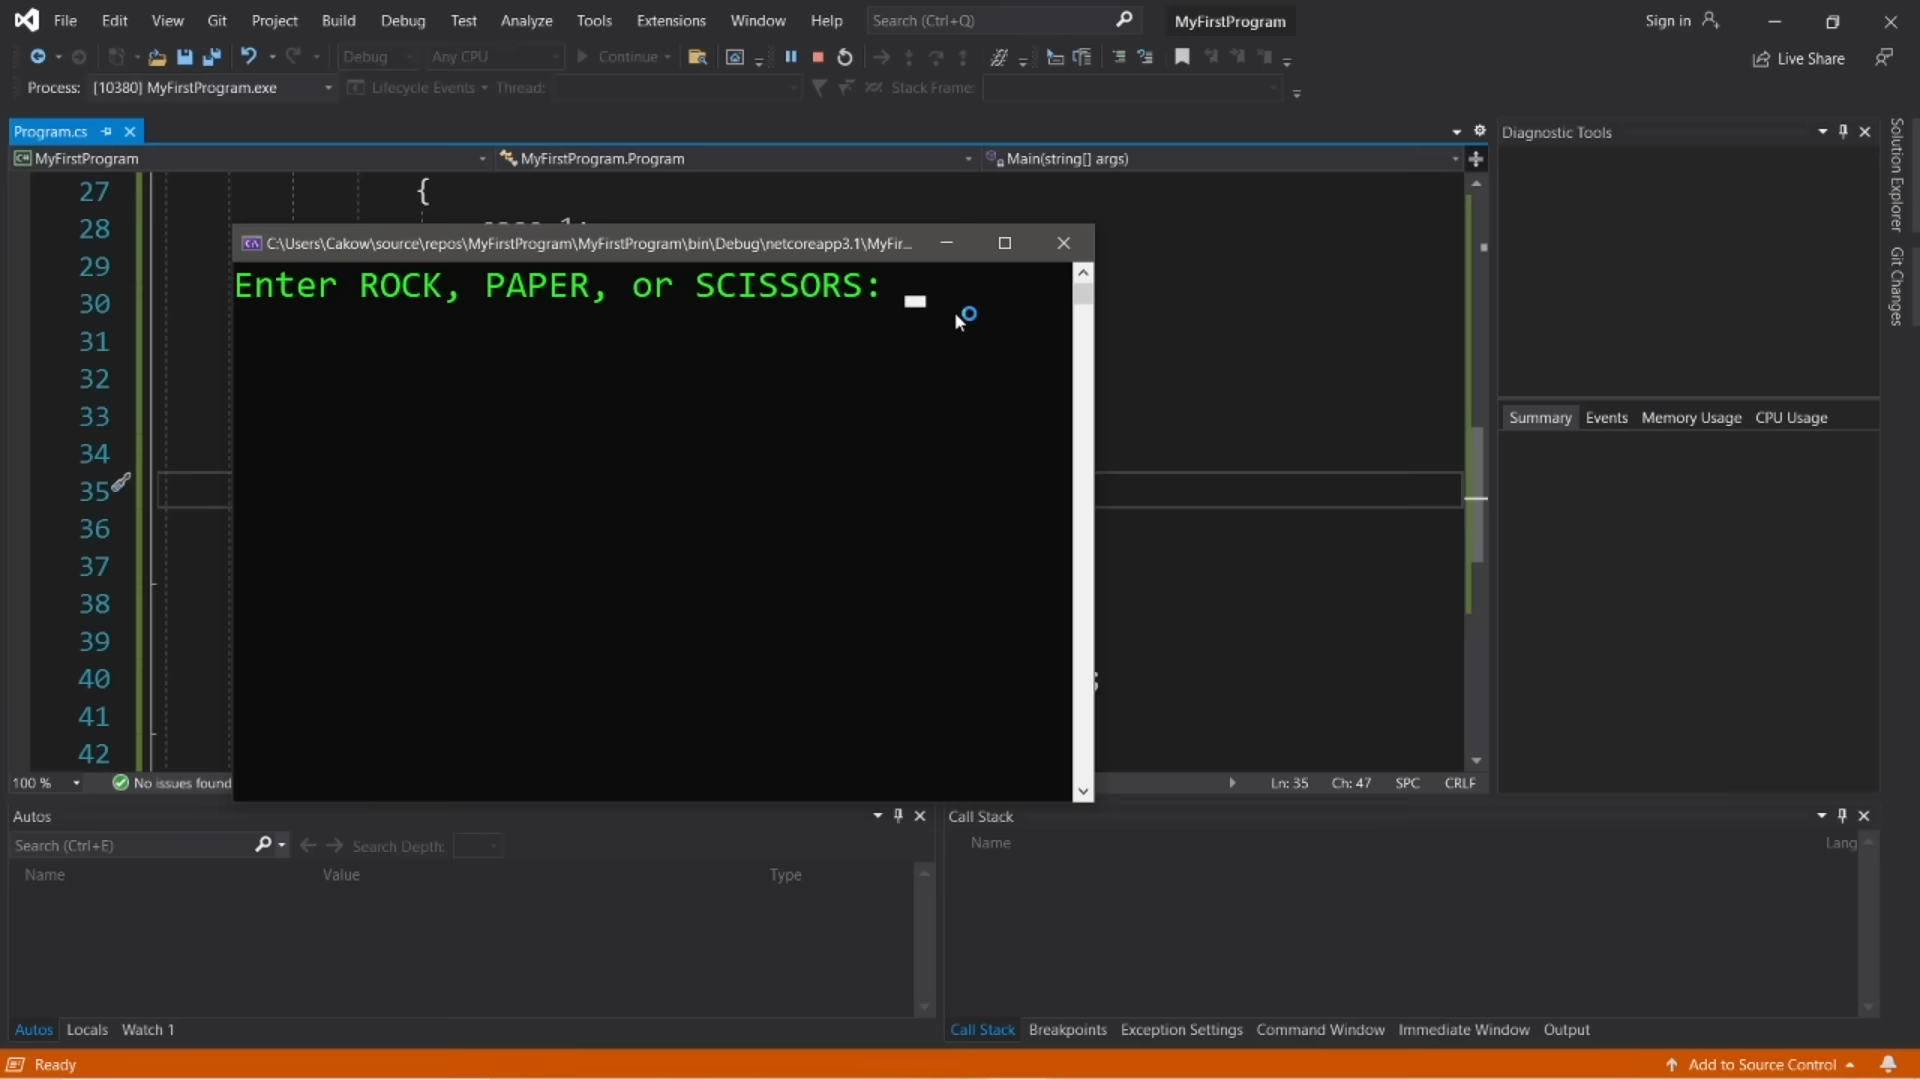 File Edit View Git Project Build Debug Test Analyze Tools Extensions Window Help Search (Ctrl+Q) MyFirstProgram Sign in
Debug Any CPU Continue Live Share
Process: [10380] MyFirstProgram.exe Lifecycle Events Thread: Stack Frame:
Program.cs
MyFirstProgram MyFirstProgram.Program Main(string[] args)
Diagnostic Tools
Solution Explorer
Git Changes
27 {
28
C:\Users\Cakow\source\repos\MyFirstProgram\MyFirstProgram\bin\Debug\netcoreapp3.1\MyFir...
Enter ROCK, PAPER, or SCISSORS:
29
30
31
32
33
34
35
36
37
38
39
40 ;
41
42
Summary Events Memory Usage CPU Usage
100 % No issues found Ln: 35 Ch: 47 SPC CRLF
Autos
Search (Ctrl+E) Search Depth:
Name Value Type
Autos Locals Watch 1
Call Stack
Name Lang
Call Stack Breakpoints Exception Settings Command Window Immediate Window Output
Ready Add to Source Control